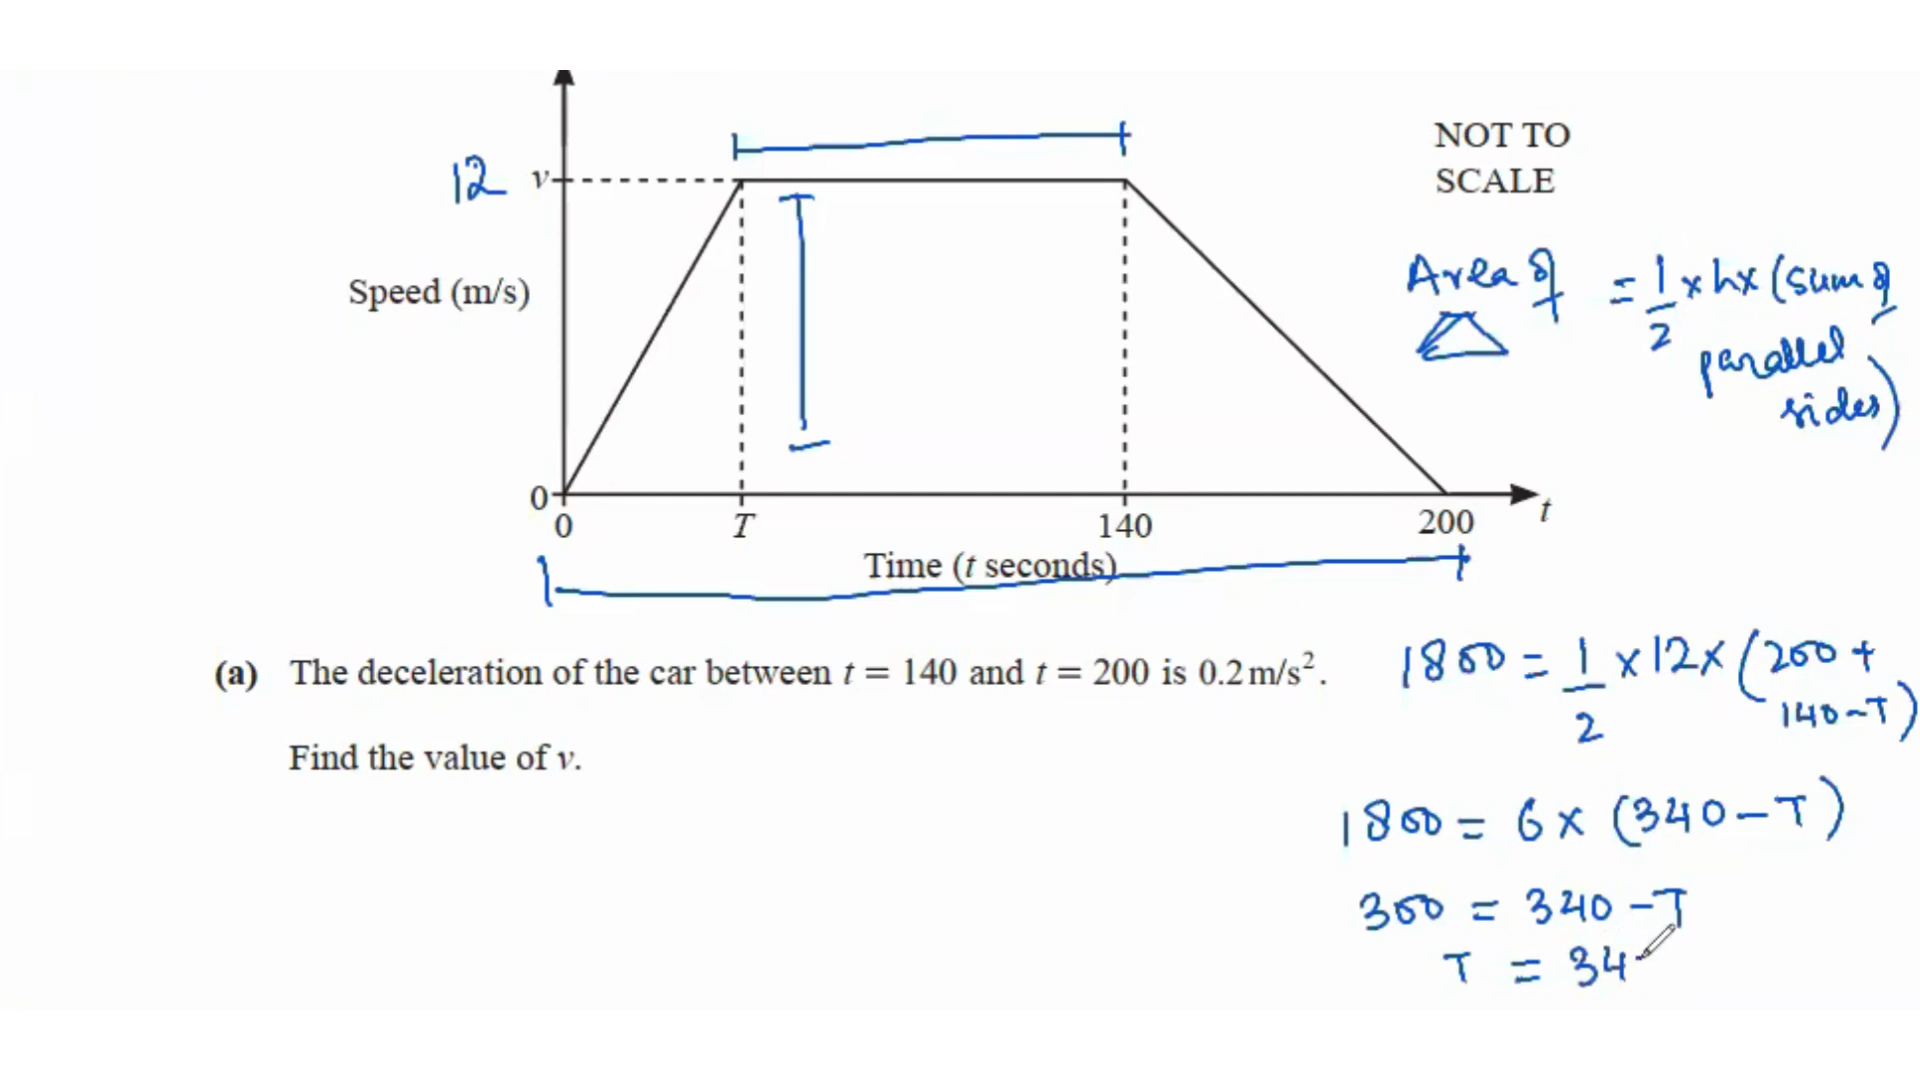 NOT TO
SCALE
12 v
Speed (m/s)
Area of = 1/2 × h × (sum of
parallel
sides)
0
0 T 140 200 t
Time (t seconds)
(a) The deceleration of the car between t = 140 and t = 200 is 0.2 m/s².
Find the value of v.
1800 = 1/2 × 12 × (200 +
140 - T)
1800 = 6 × (340 - T)
300 = 340 - T
T = 34